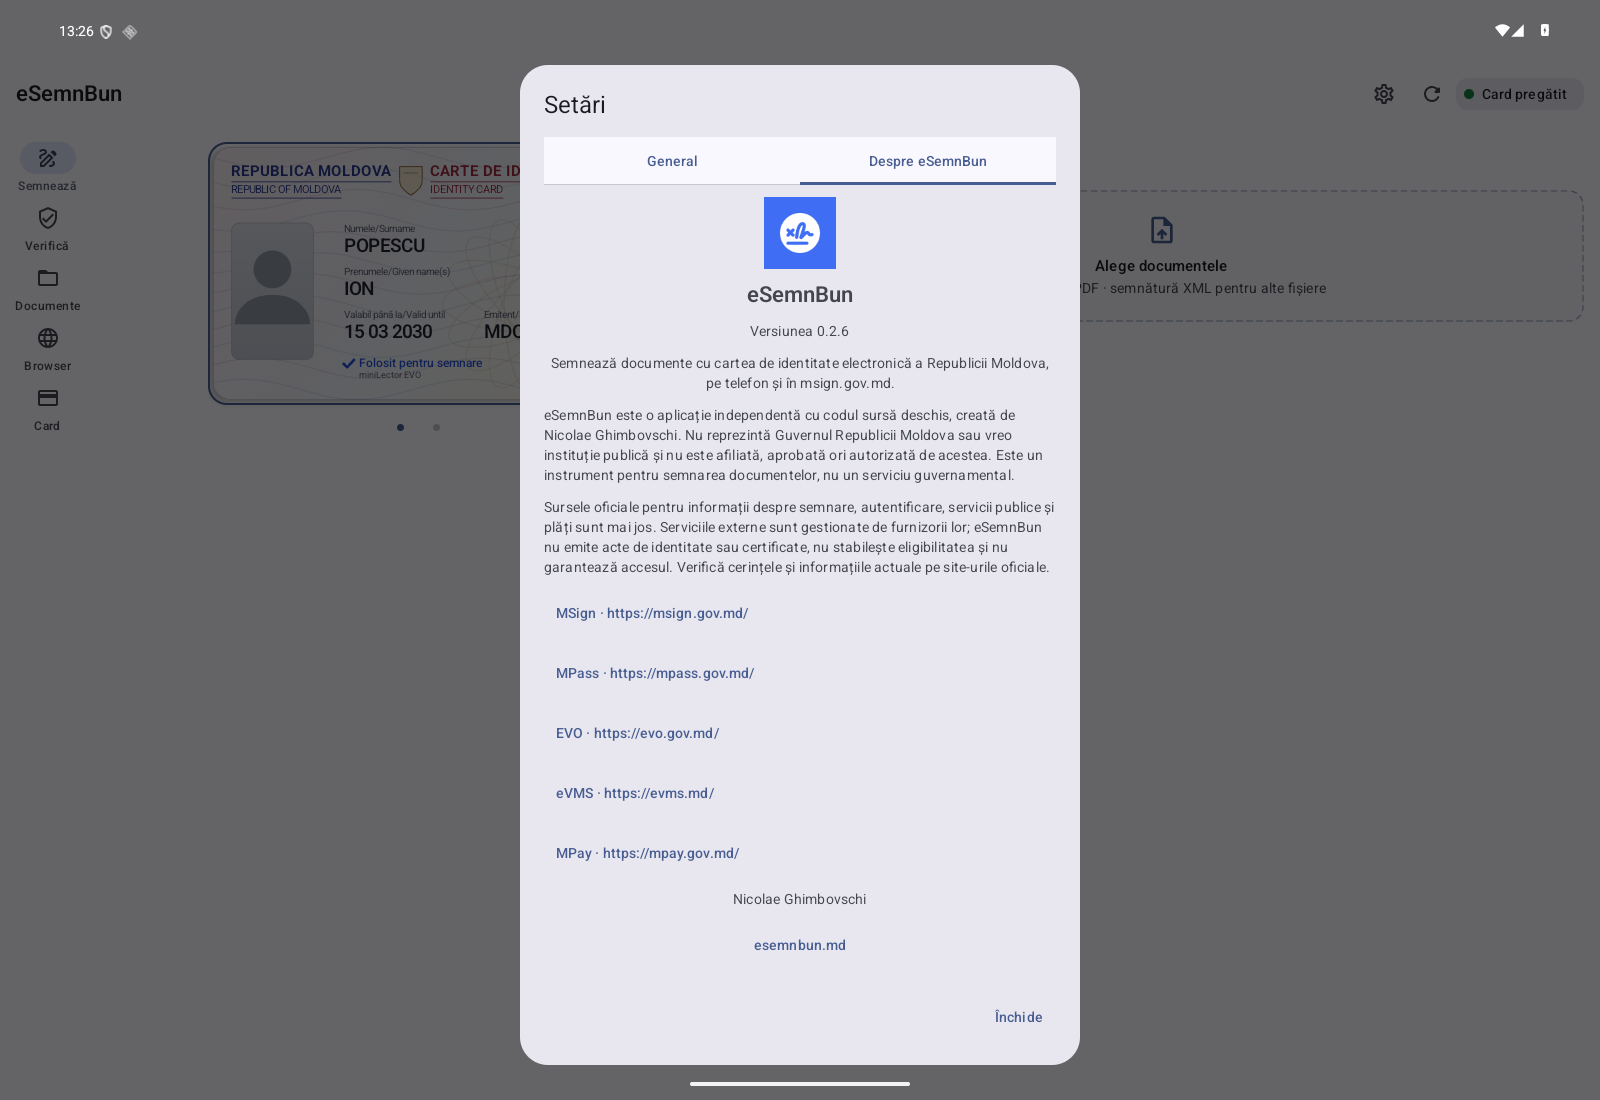 13:26
eSemnBun
Card pregătit
Semnează
Verifică
Documente
Browser
Card
REPUBLICA MOLDOVA
REPUBLIC OF MOLDOVA
CARTE DE ID
IDENTITY CARD
Numele/Surname
POPESCU
Prenumele/Given name(s)
ION
Valabil până la/Valid until
Emitent/
15 03 2030
Folosit pentru semnare
miniLector EVO
Alege documentele
PDF · semnătură XML pentru alte fișiere
Setări
General
Despre eSemnBun
eSemnBun
Versiunea 0.2.6
Semnează documente cu cartea de identitate electronică a Republicii Moldova,
pe telefon și în msign.gov.md.
eSemnBun este o aplicație independentă cu codul sursă deschis, creată de
Nicolae Ghimbovschi. Nu reprezintă Guvernul Republicii Moldova sau vreo
instituție publică și nu este afiliată, aprobată ori autorizată de acestea. Este un
instrument pentru semnarea documentelor, nu un serviciu guvernamental.
Sursele oficiale pentru informații despre semnare, autentificare, servicii publice și
plăți sunt mai jos. Serviciile externe sunt gestionate de furnizorii lor; eSemnBun
nu emite acte de identitate sau certificate, nu stabilește eligibilitatea și nu
garantează accesul. Verifică cerințele și informațiile actuale pe site-urile oficiale.
MSign · https://msign.gov.md/
MPass · https://mpass.gov.md/
EVO · https://evo.gov.md/
eVMS · https://evms.md/
MPay · https://mpay.gov.md/
Nicolae Ghimbovschi
esemnbun.md
Închide